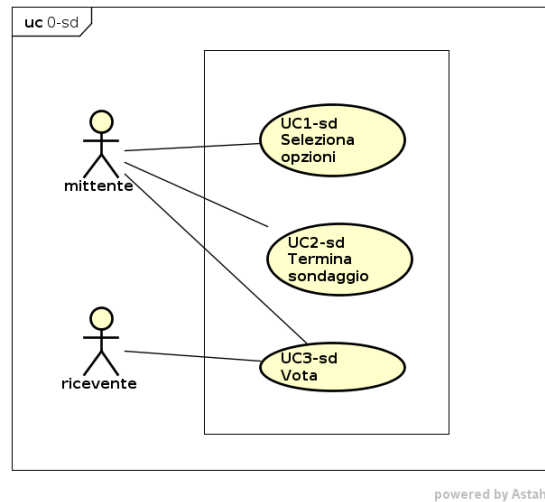 uc 0-sd
mittente
UC1-sd
Seleziona
opzioni
UC2-sd
Termina
sondaggio
ricevente
UC3-sd
Vota
powered by Astah